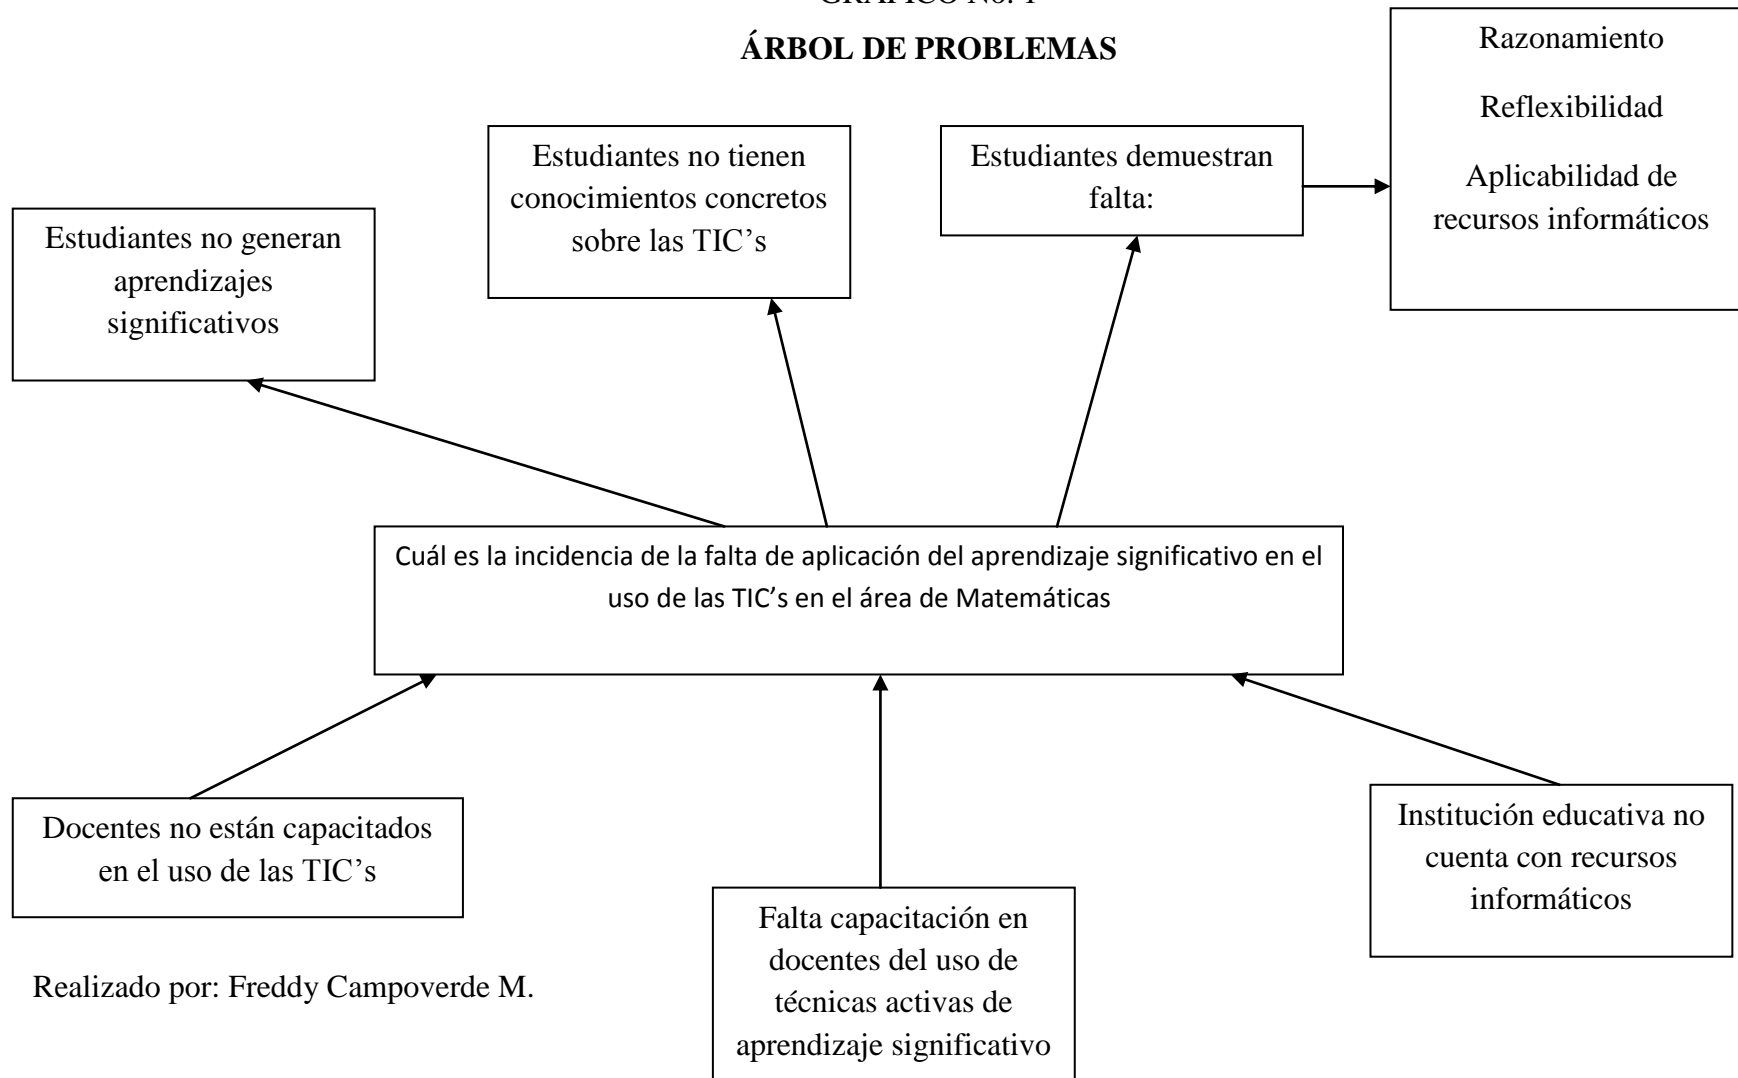 GRÁFICO No. 1
ÁRBOL DE PROBLEMAS
Razonamiento
Reflexibilidad
Aplicabilidad de
recursos informáticos
Estudiantes demuestran
falta:
Estudiantes no tienen
conocimientos concretos
sobre las TIC’s
Estudiantes no generan
aprendizajes
significativos
Cuál es la incidencia de la falta de aplicación del aprendizaje significativo en el
uso de las TIC’s en el área de Matemáticas
Docentes no están capacitados
en el uso de las TIC’s
Falta capacitación en
docentes del uso de
técnicas activas de
aprendizaje significativo
Institución educativa no
cuenta con recursos
informáticos
Realizado por: Freddy Campoverde M.